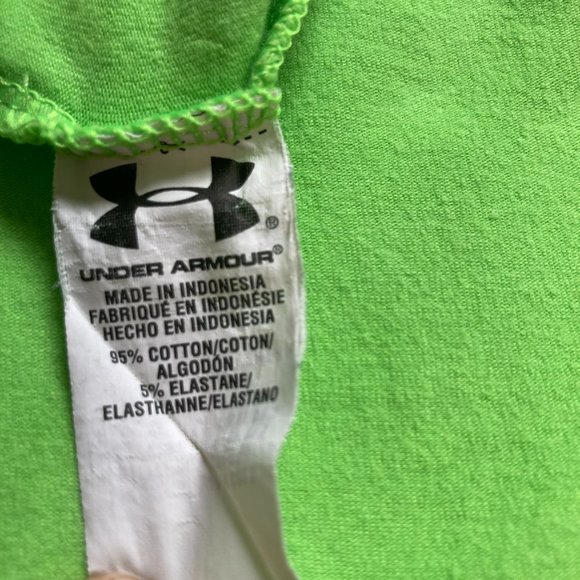 UNDER ARMOUR®
MADE IN INDONESIA
FABRIQUÉ EN INDONÉSIE
HECHO EN INDONESIA
95% COTTON/COTON/
ALGODÓN
5% ELASTANE/
ELASTHANNE/ELASTANO